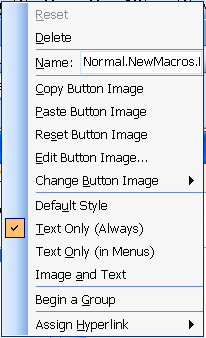 Reset
Delete
Name: Normal.NewMacros.
Copy Button Image
Paste Button Image
Reset Button Image
Edit Button Image...
Change Button Image
Default Style
Text Only (Always)
Text Only (in Menus)
Image and Text
Begin a Group
Assign Hyperlink